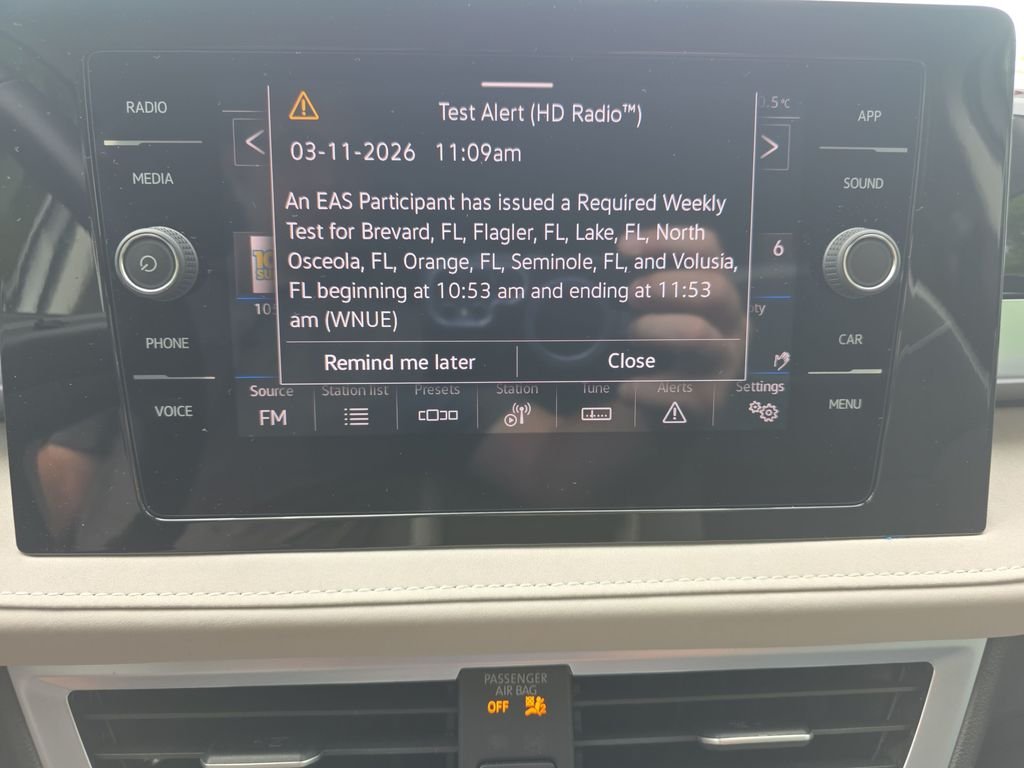 RADIO
MEDIA
PHONE
VOICE
Test Alert (HD Radio™)
03-11-2026 11:09am
An EAS Participant has issued a Required Weekly
Test for Brevard, FL, Flagler, FL, Lake, FL, North
Osceola, FL, Orange, FL, Seminole, FL, and Volusia,
FL beginning at 10:53 am and ending at 11:53
am (WNUE)
Remind me later
Close
.5°C
6
APP
SOUND
CAR
MENU
Source
FM
Station list
Presets
Station
Tune
Alerts
Settings
PASSENGER
AIR BAG
OFF